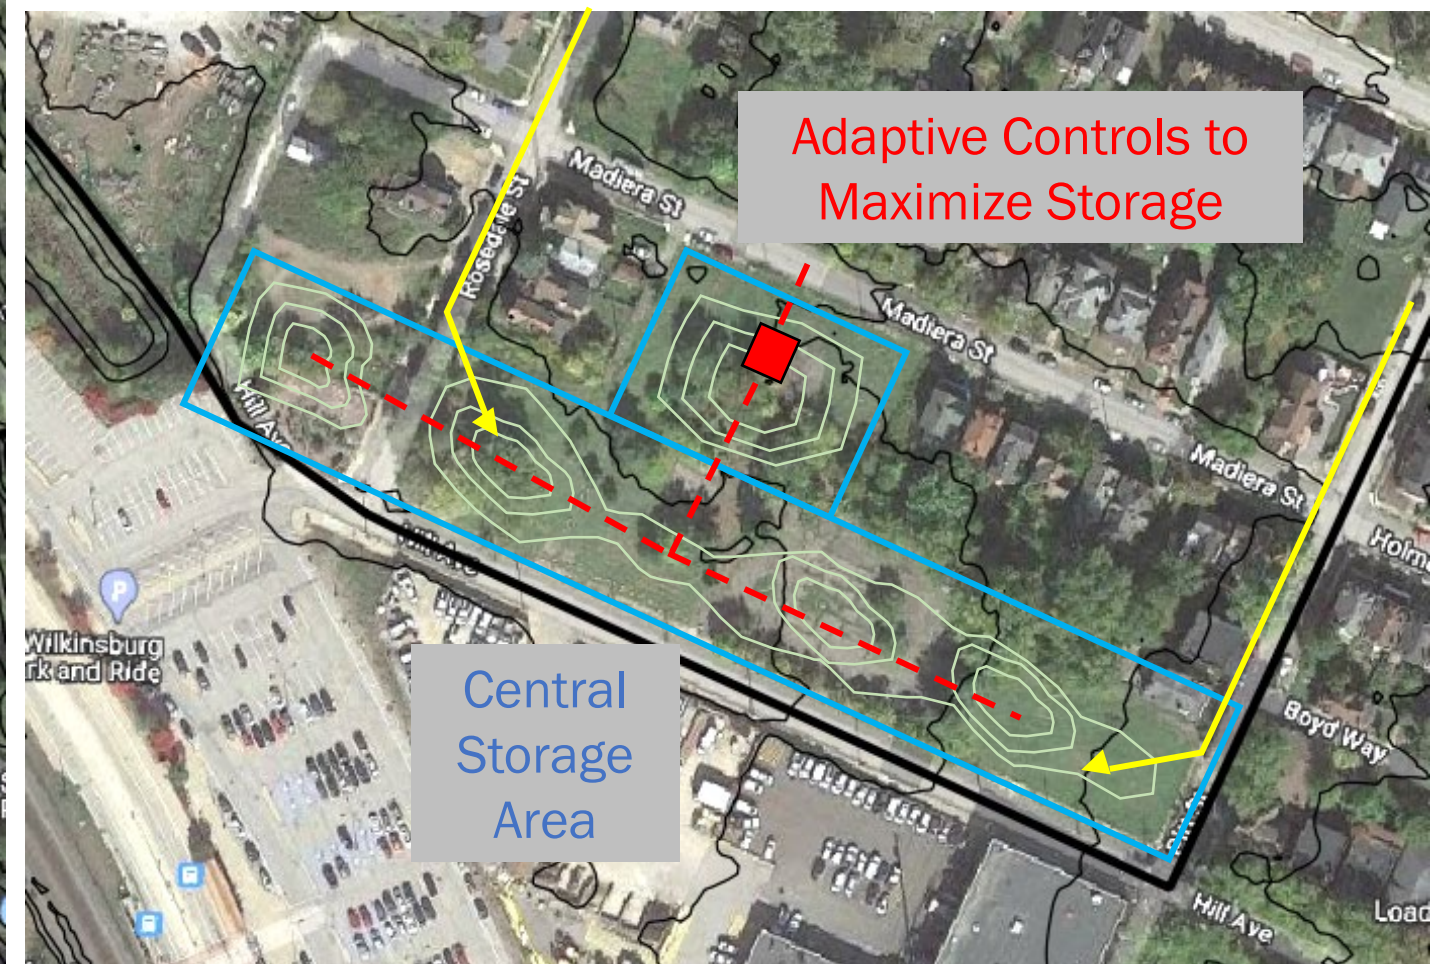 Adaptive Controls to
Maximize Storage
Madiera St
Rosedale St
Madiera St
Madiera St
Hill Ave
Hill Ave
Holm
Wilkinsburg
rk and Ride
P
Central
Storage
Area
Boyd Way
Hill Ave
Load